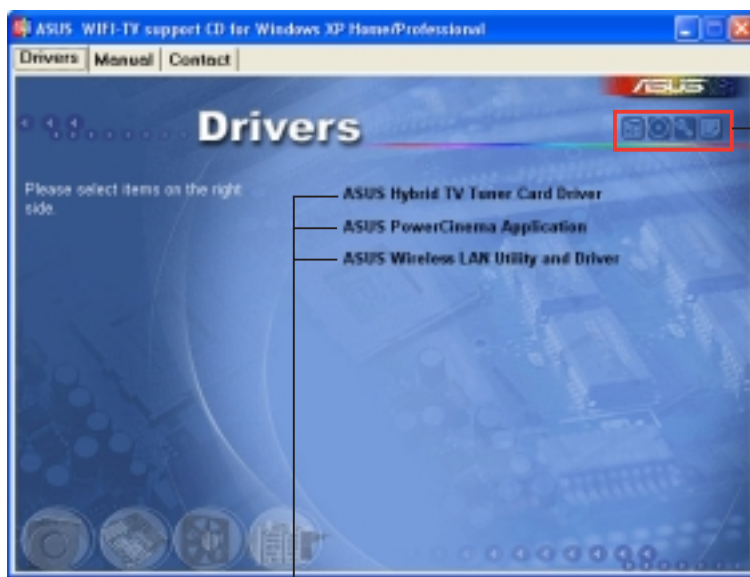 ASUS WIFI-TV support CD for Windows XP Home/Professional
Drivers Manual Contact
ASUS
Drivers
Please select items on the right
side.
ASUS Hybrid TV Tuner Card Driver
ASUS PowerCinema Application
ASUS Wireless LAN Utility and Driver